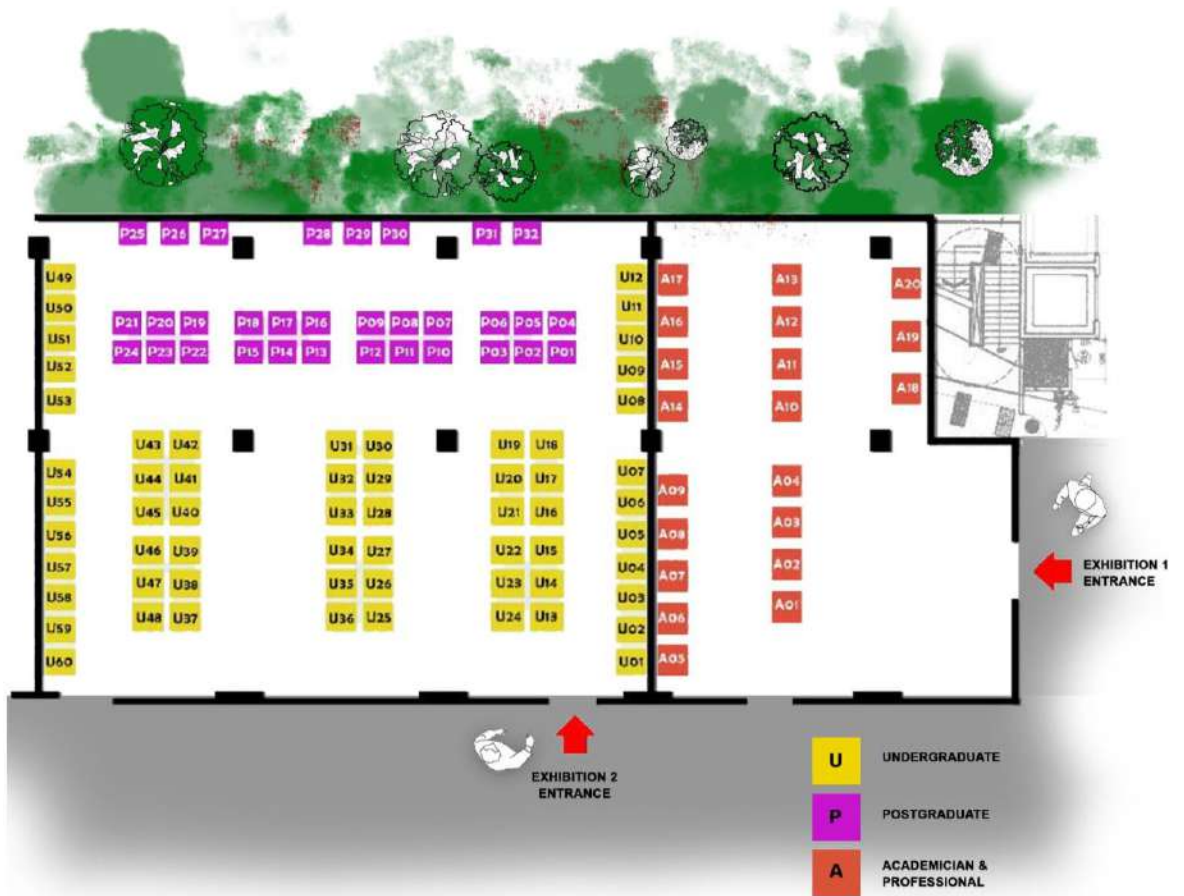 P25 P26 P27 P28 P29 P30 P31 P32
U49 U12 A17 A13 A20
U50 U11
P21 P20 P19 P18 P17 P16 P09 P08 P07 P06 P05 P04 A16 A12
U51 U10 A19
P24 P23 P22 P15 P14 P13 P12 P11 P10 P03 P02 P01
U52 U09 A15 A11
U53 U08 A14 A10 A18
U43 U42 U31 U30 U19 U18
U54 U44 U41 U32 U29 U20 U17 U07 A04
U55 U06 A09
U45 U40 U33 U28 U21 U16 A03
U56 U05 A08
U46 U39 U34 U27 U22 U15
U57 U04 A02
U47 U38 U35 U26 U23 U14 A07
U58 U03 A01
U48 U37 U36 U25 U24 U13 A06
U59 U02
U60 U01 A05
EXHIBITION 1
ENTRANCE
EXHIBITION 2
ENTRANCE
U UNDERGRADUATE
P POSTGRADUATE
A ACADEMICIAN &
PROFESSIONAL